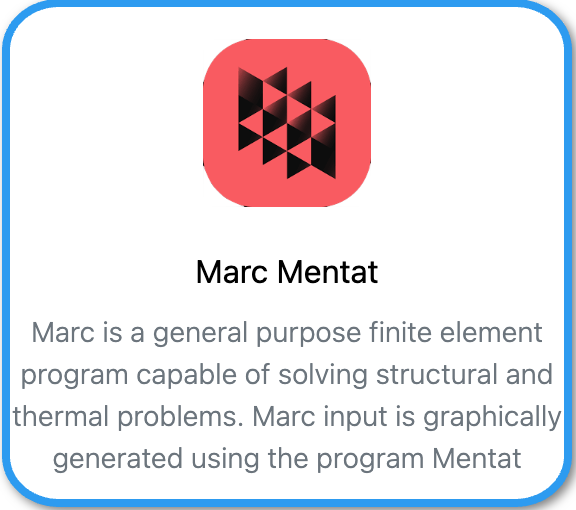 Marc Mentat
Marc is a general purpose finite element
program capable of solving structural and
thermal problems. Marc input is graphically
generated using the program Mentat